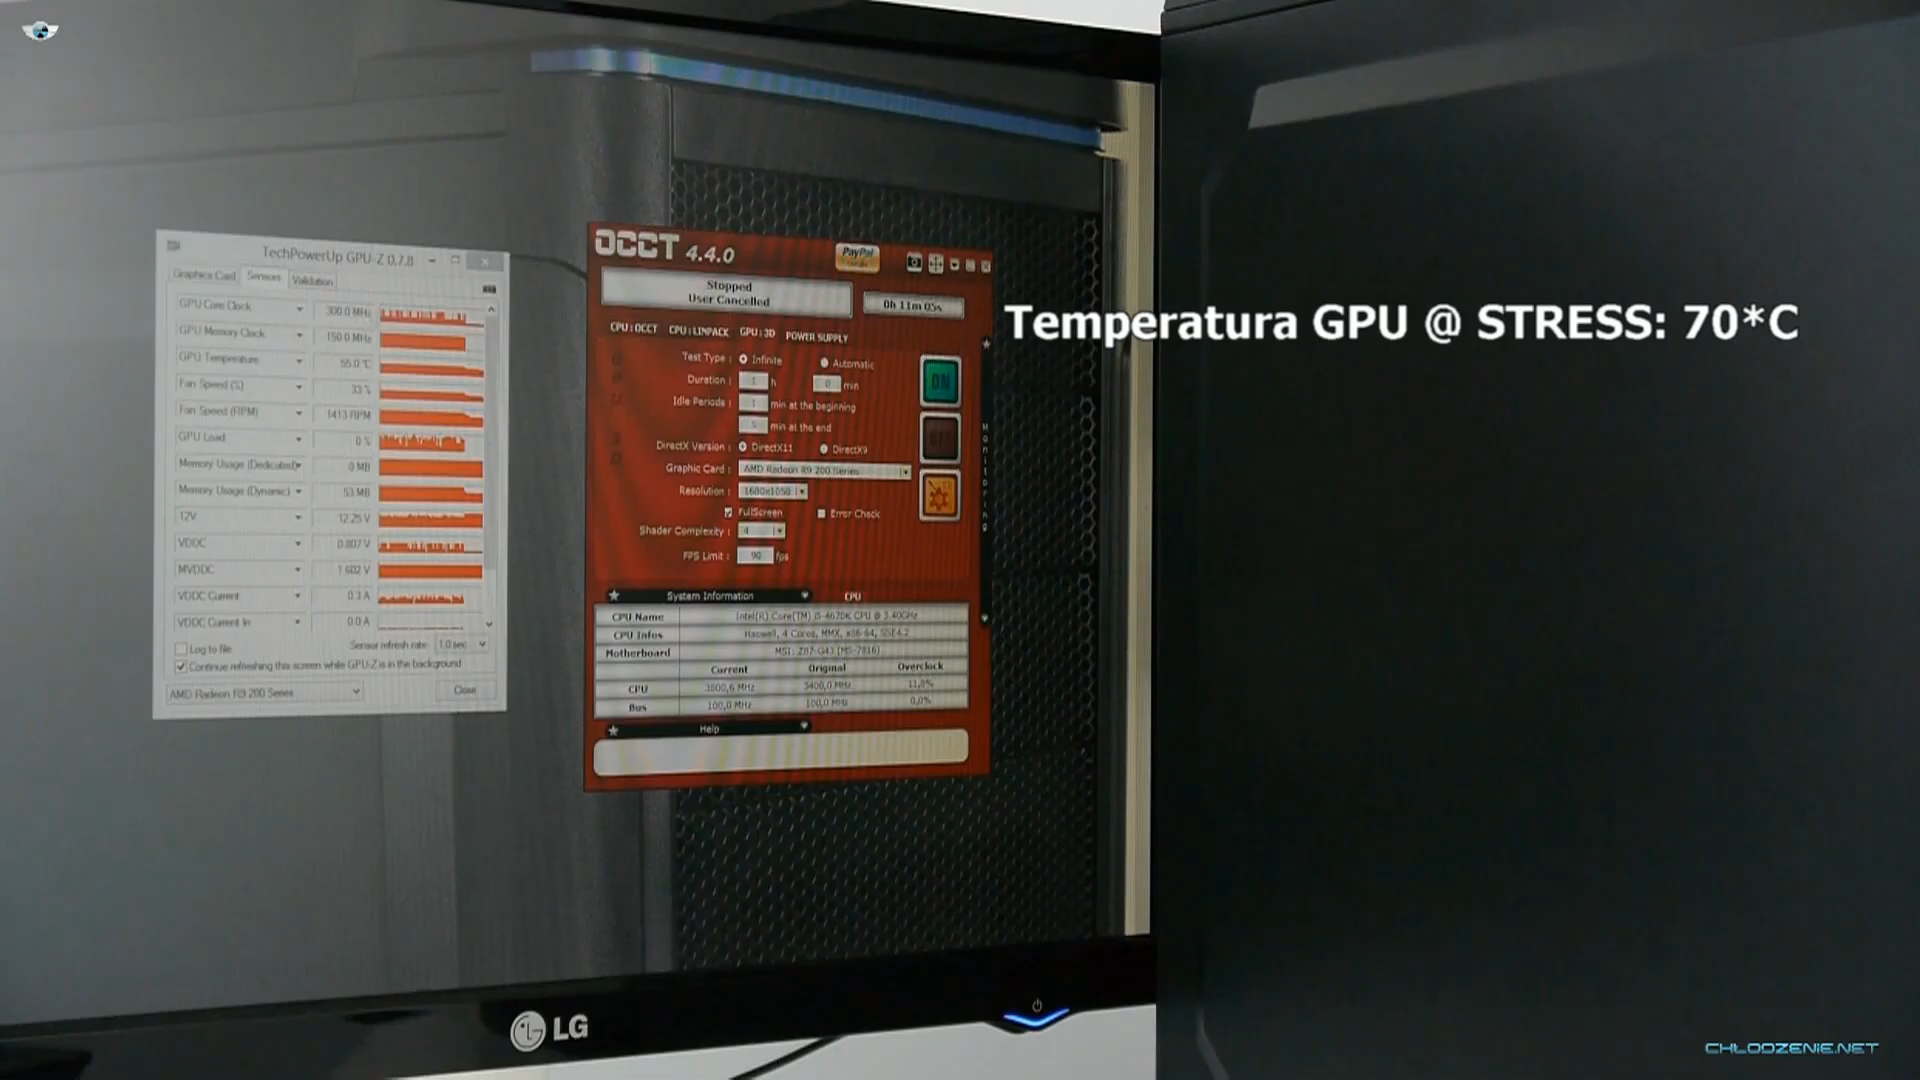 TechPowerUp GPU-Z 0.7.8
Graphics Card Sensors Validation
GPU Core Clock 300.0 MHz
GPU Memory Clock 150.0 MHz
GPU Temperature 55.0 °C
Fan Speed (%) 33 %
Fan Speed (RPM) 1413 RPM
GPU Load 0 %
Memory Usage (Dedicated) 0 MB
Memory Usage (Dynamic) 53 MB
12V 12.25 V
VDDC 0.807 V
MVDDC 1.602 V
VDDC Current 0.3 A
VDDC Current In 0.0 A
Log to file Sensor refresh rate: 1.0 sec
Continue refreshing this screen while GPU-Z is in the background
AMD Radeon R9 200 Series Close
OCCT 4.4.0
PayPal
Stopped
User Cancelled
0h 11m 05s
CPU:OCCT CPU:LINPACK GPU:3D POWER SUPPLY
Test Type : Infinite Automatic
Duration : 1 h 0 min
Idle Periods : 1 min at the beginning
5 min at the end
DirectX Version : DirectX11 DirectX9
Graphic Card : AMD Radeon R9 200 Series
Resolution : 1680x1050
FullScreen Error Check
Shader Complexity : 4
FPS Limit : 90 fps
ON
OFF
Monitoring
System Information CPU
CPU Name Intel(R) Core(TM) i5-4670K CPU @ 3.40GHz
CPU Infos Haswell, 4 Cores, MMX, x86-64, SSE4.2
Motherboard MSI: Z87-G43 (MS-7816)
Current Original Overclock
CPU 3800,6 MHz 3400,0 MHz 11,8%
Bus 100,0 MHz 100,0 MHz 0,0%
Help
Temperatura GPU @ STRESS: 70*C
LG
CHLODZENIE.NET